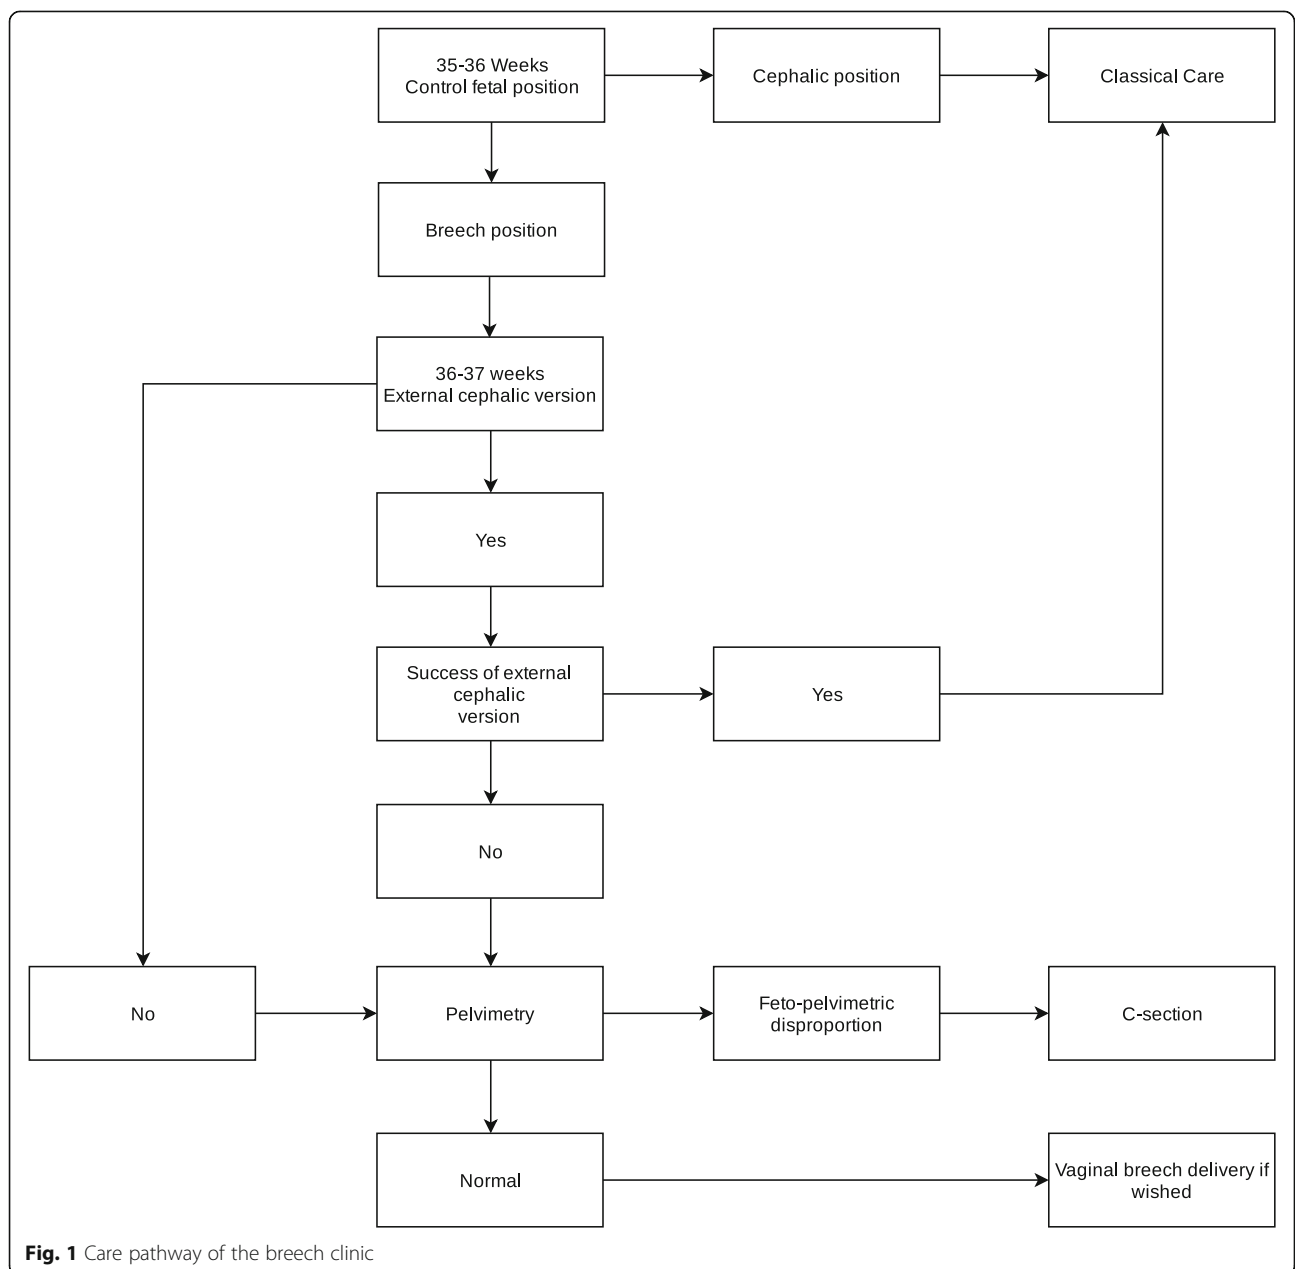 35-36 Weeks
Control fetal position
Cephalic position
Classical Care
Breech position
36-37 weeks
External cephalic version
Yes
Success of external
cephalic
version
Yes
No
No
Pelvimetry
Feto-pelvimetric
disproportion
C-section
Normal
Vaginal breech delivery if
wished
Fig. 1 Care pathway of the breech clinic